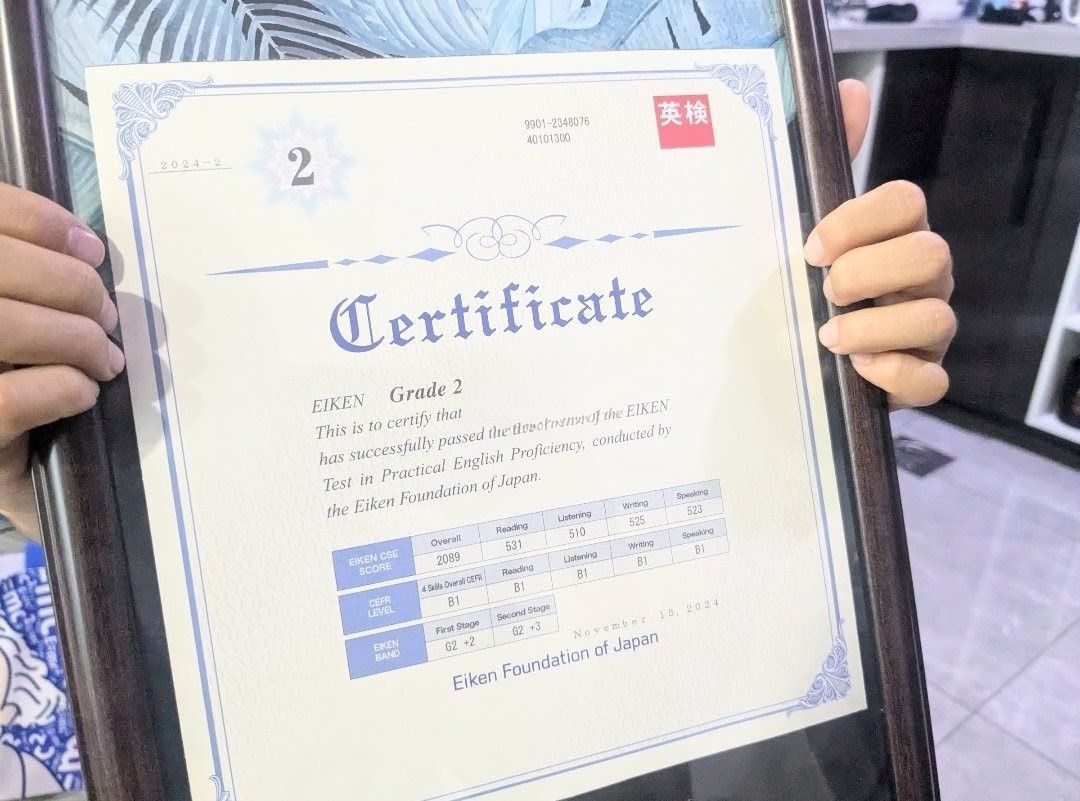 2024-2
2
9901-2348076
40101300
英検
Certificate
EIKEN Grade 2
This is to certify that
has successfully passed the of the EIKEN
Test in Practical English Proficiency, conducted by
the Eiken Foundation of Japan.
EIKEN CSE SCORE
Overall Reading Listening Writing Speaking
2089 531 510 525 523
CEFR LEVEL
4 Skills Overall CEFR Reading Listening Writing Speaking
B1 B1 B1 B1 B1
EIKEN BAND
First Stage Second Stage
G2 +2 G2 +3
November 15, 2024
Eiken Foundation of Japan